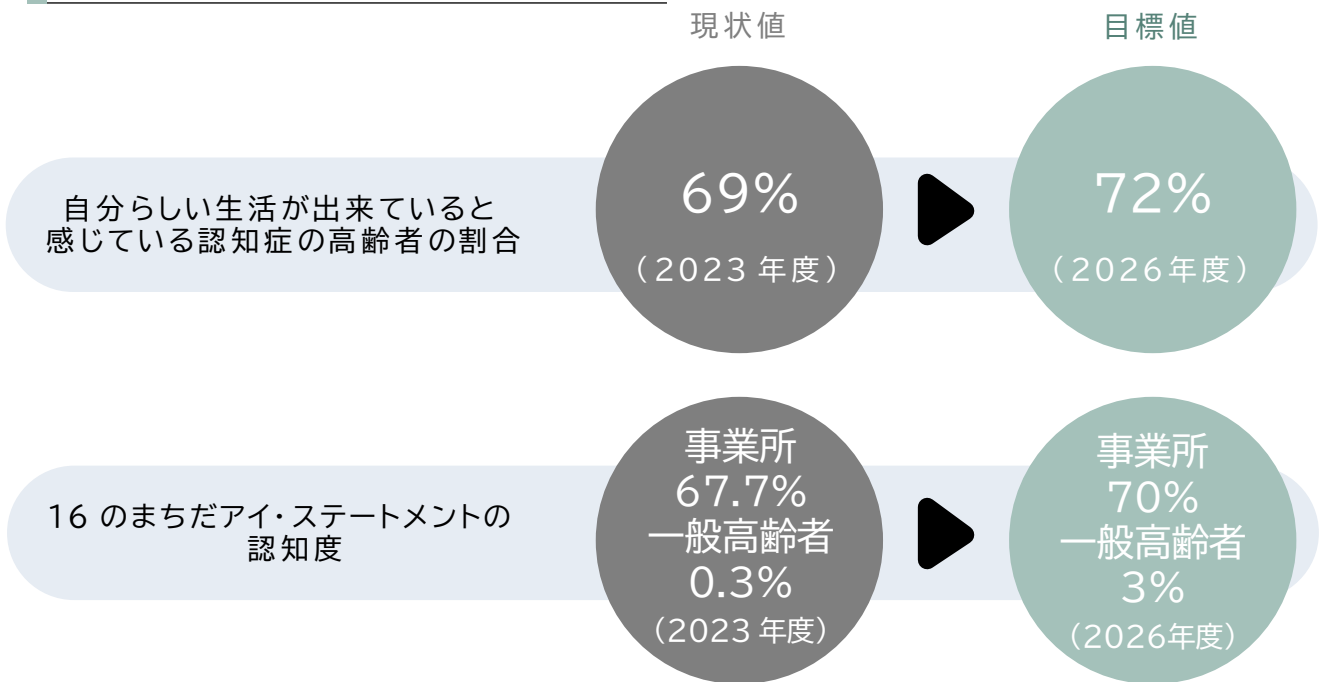 現状値
目標値
自分らしい生活が出来ていると
感じている認知症の高齢者の割合
69%
(2023 年度)
72%
(2026年度)
16 のまちだアイ・ステートメントの
認知度
事業所
67.7%
一般高齢者
0.3%
(2023 年度)
事業所
70%
一般高齢者
3%
(2026年度)